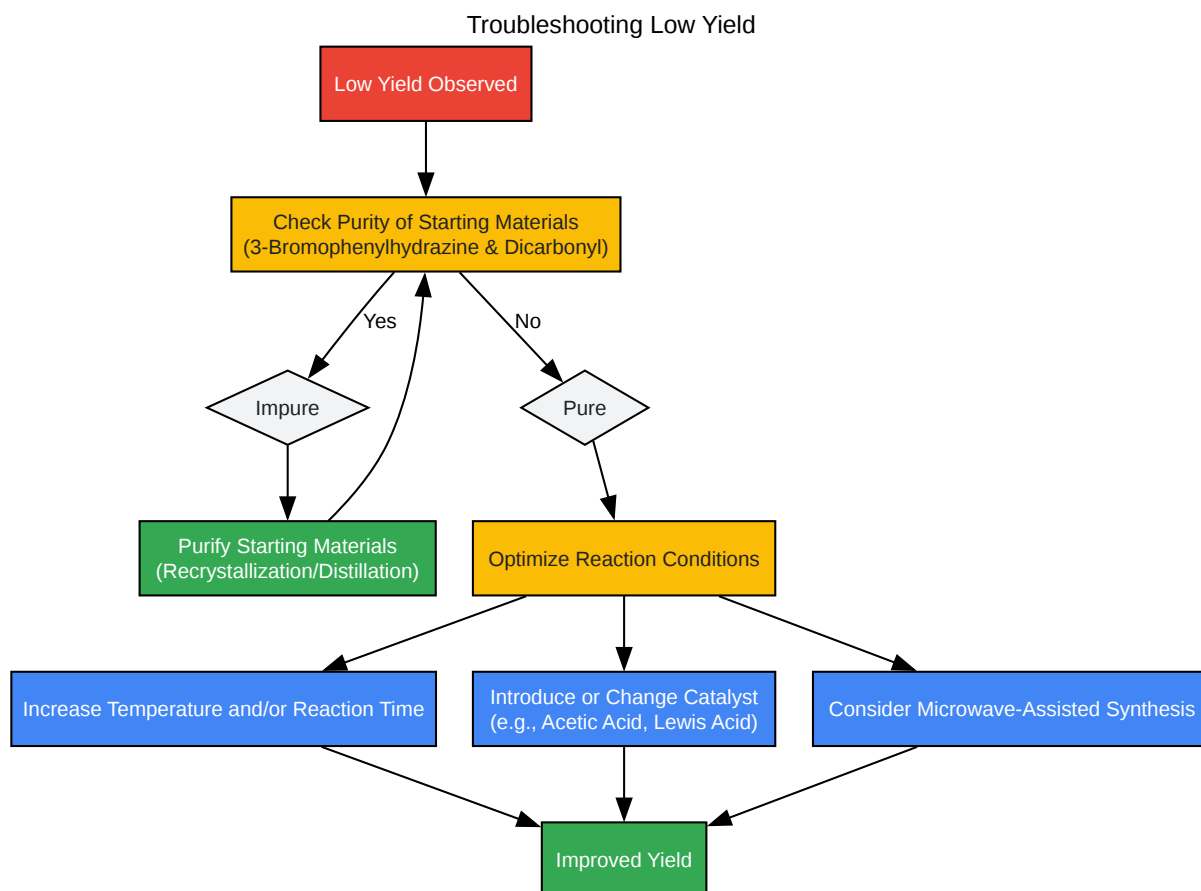 Troubleshooting Low Yield
Low Yield Observed
Check Purity of Starting Materials
(3-Bromophenylhydrazine & Dicarbonyl)
Yes
No
Impure
Pure
Purify Starting Materials
(Recrystallization/Distillation)
Optimize Reaction Conditions
Increase Temperature and/or Reaction Time
Introduce or Change Catalyst
(e.g., Acetic Acid, Lewis Acid)
Consider Microwave-Assisted Synthesis
Improved Yield